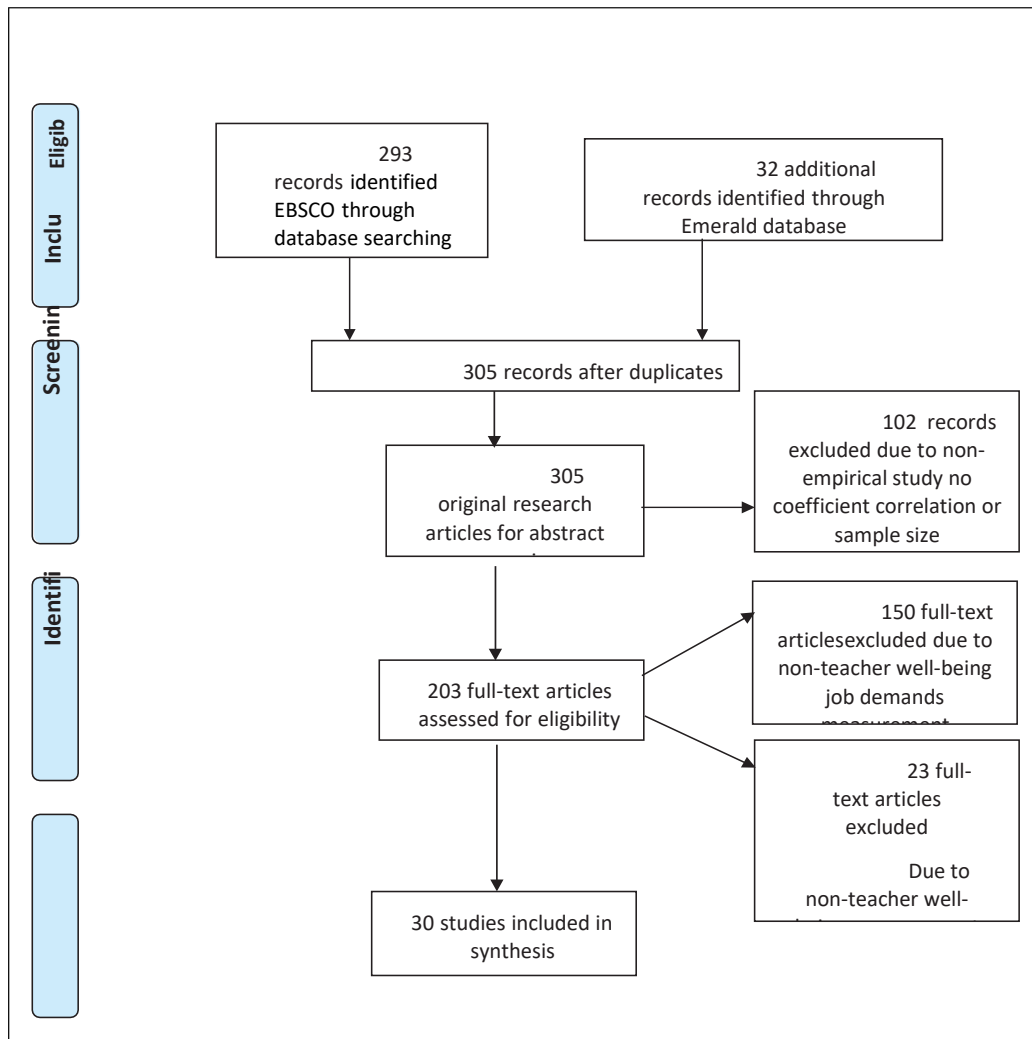 Eligib
Inclu
Screenin
Identifi
293
records identified
EBSCO through
database searching
32 additional
records identified through
Emerald database
305 records after duplicates
305
original research
articles for abstract
102 records
excluded due to non-
empirical study no
coefficient correlation or
sample size
203 full-text articles
assessed for eligibility
150 full-text
articlesexcluded due to
non-teacher well-being
job demands
measurement
23 full-
text articles
excluded
Due to
non-teacher well-
30 studies included in
synthesis